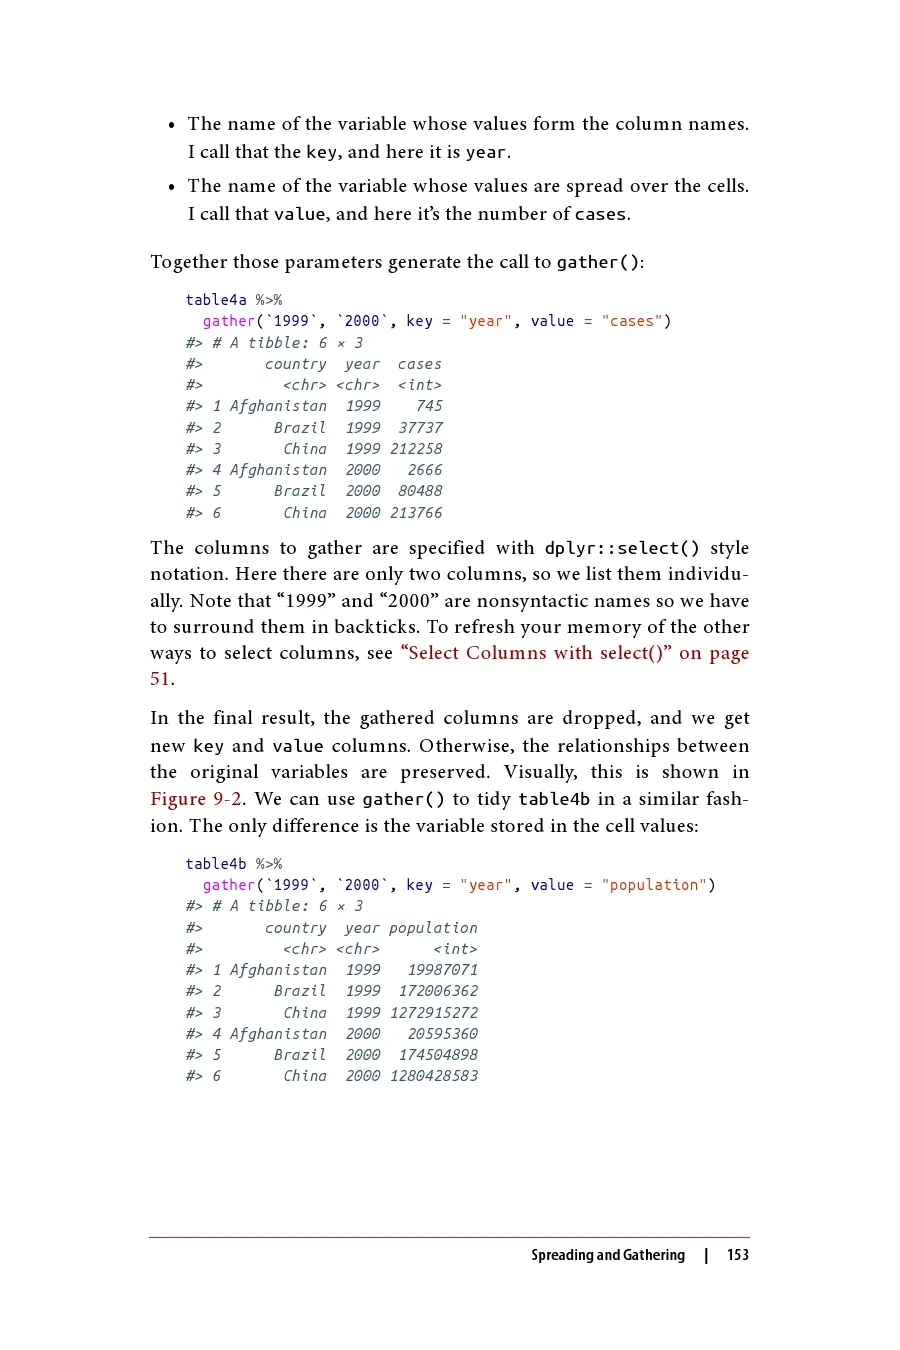 • The name of the variable whose values form the column names.
I call that the key, and here it is year.
• The name of the variable whose values are spread over the cells.
I call that value, and here it’s the number of cases.
Together those parameters generate the call to gather():
table4a %>%
  gather(`1999`, `2000`, key = "year", value = "cases")
#> # A tibble: 6 × 3
#>       country  year  cases
#>         <chr> <chr>  <int>
#> 1 Afghanistan  1999    745
#> 2      Brazil  1999  37737
#> 3       China  1999 212258
#> 4 Afghanistan  2000   2666
#> 5      Brazil  2000  80488
#> 6       China  2000 213766
The columns to gather are specified with dplyr::select() style
notation. Here there are only two columns, so we list them individu-
ally. Note that “1999” and “2000” are nonsyntactic names so we have
to surround them in backticks. To refresh your memory of the other
ways to select columns, see “Select Columns with select()” on page
51.
In the final result, the gathered columns are dropped, and we get
new key and value columns. Otherwise, the relationships between
the original variables are preserved. Visually, this is shown in
Figure 9-2. We can use gather() to tidy table4b in a similar fash-
ion. The only difference is the variable stored in the cell values:
table4b %>%
  gather(`1999`, `2000`, key = "year", value = "population")
#> # A tibble: 6 × 3
#>       country  year population
#>         <chr> <chr>      <int>
#> 1 Afghanistan  1999   19987071
#> 2      Brazil  1999  172006362
#> 3       China  1999 1272915272
#> 4 Afghanistan  2000   20595360
#> 5      Brazil  2000  174504898
#> 6       China  2000 1280428583
Spreading and Gathering | 153